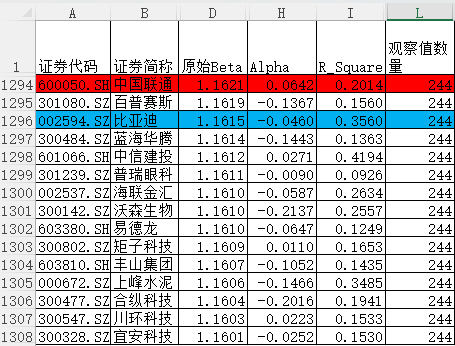 A B D H I L
1 证券代码 证券简称 原始Beta Alpha R_Square 观察值数量
1294 600050.SH 中国联迪 1.1621 0.0642 0.2014 244
1295 301080.SZ 百普赛斯 1.1619 -0.1367 0.1560 244
1296 002594.SZ 比亚迪 1.1615 -0.0460 0.3560 244
1297 300484.SZ 蓝海华腾 1.1614 -0.1443 0.1363 244
1298 601066.SH 中信建投 1.1612 0.0271 0.4194 244
1299 301239.SZ 普瑞眼科 1.1611 -0.0090 0.0926 244
1300 002537.SZ 海联金汇 1.1610 -0.0587 0.2634 244
1301 300142.SZ 沃森生物 1.1610 -0.2137 0.2557 244
1302 603380.SH 易德龙 1.1610 -0.0647 0.1249 244
1303 300802.SZ 矩子科技 1.1609 0.0110 0.1653 244
1304 603810.SH 丰山集团 1.1607 -0.1052 0.1435 244
1305 000672.SZ 上峰水泥 1.1606 -0.1466 0.3485 244
1306 300477.SZ 合纵科技 1.1604 -0.2016 0.1941 244
1307 300547.SZ 川环科技 1.1603 0.0223 0.1533 244
1308 300328.SZ 宜安科技 1.1601 -0.0252 0.1530 244